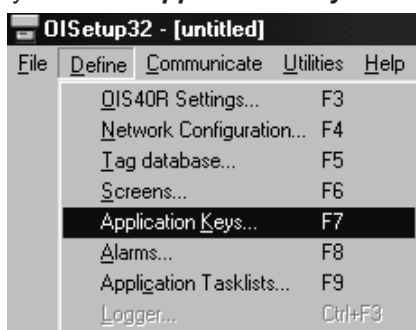 OISetup32 - [untitled]
File Define Communicate Utilities Help
OIS40R Settings... F3
Network Configuration... F4
Tag database... F5
Screens... F6
Application Keys... F7
Alarms... F8
Application Tasklists... F9
Logger... Ctrl+F3